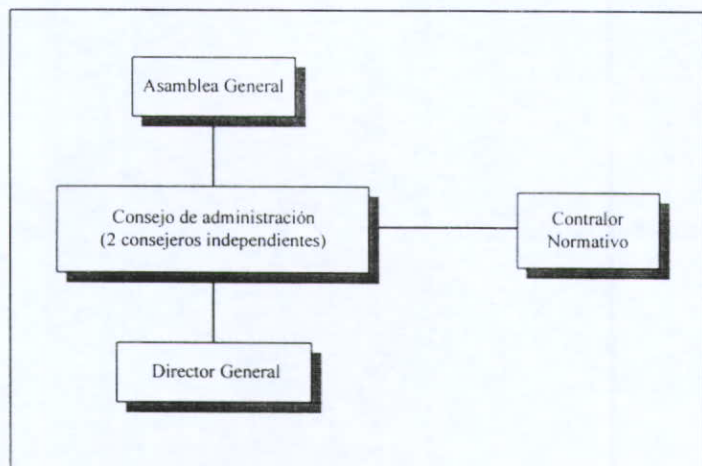 Asamblea General
Consejo de administración
(2 consejeros independientes)
Contralor
Normativo
Director General